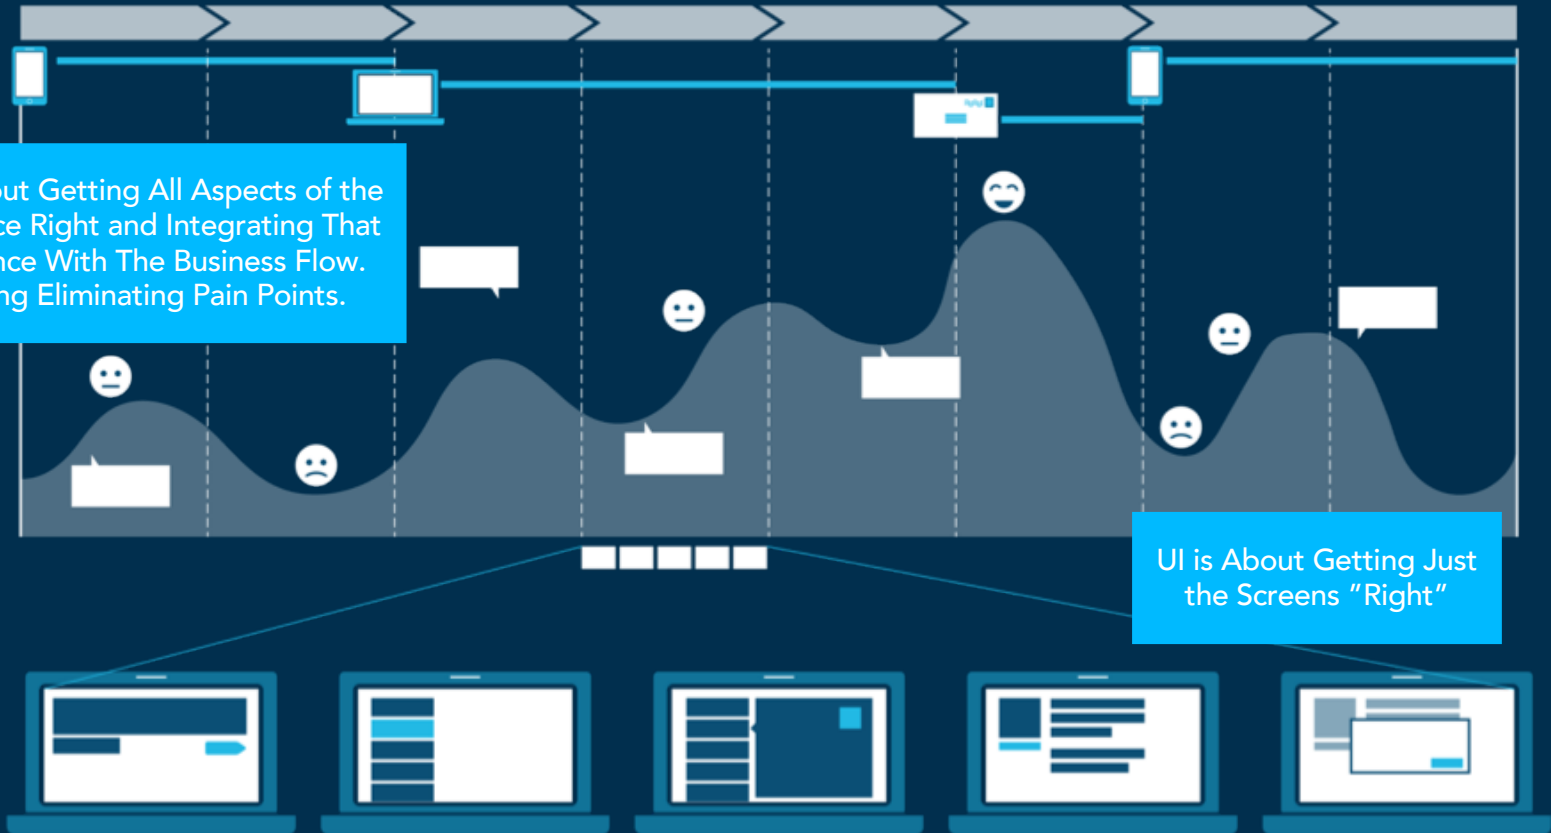 out Getting All Aspects of the
ce Right and Integrating That
nce With The Business Flow.
ng Eliminating Pain Points.
UI is About Getting Just
the Screens "Right"